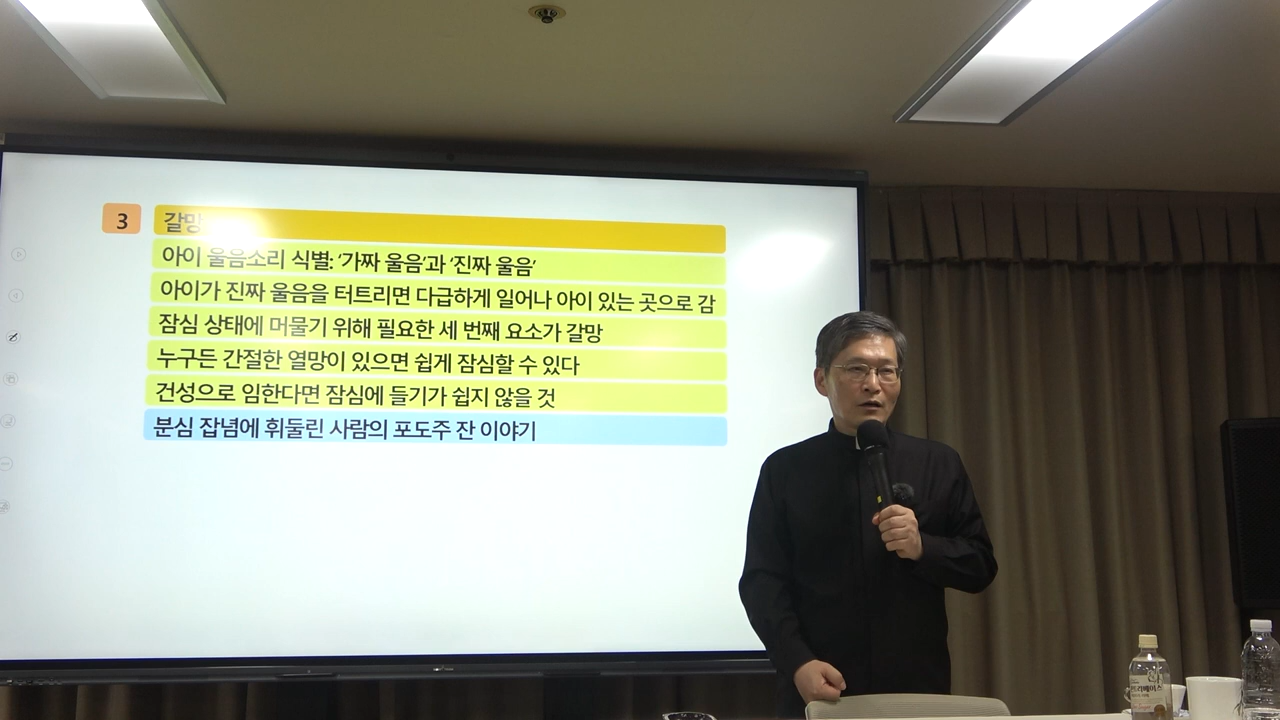 3 갈망
아이 울음소리 식별: ‘가짜 울음’과 ‘진짜 울음’
아이가 진짜 울음을 터트리면 다급하게 일어나 아이 있는 곳으로 감
잠심 상태에 머물기 위해 필요한 세 번째 요소가 갈망
누구든 간절한 열망이 있으면 쉽게 잠심할 수 있다
건성으로 임한다면 잠심에 들기가 쉽지 않을 것
분심 잡념에 휘둘린 사람의 포도주 잔 이야기